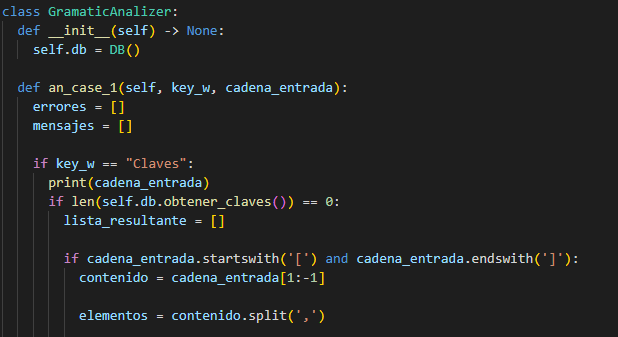 class GramaticAnalizer:
  def __init__(self) -> None:
    self.db = DB()

  def an_case_1(self, key_w, cadena_entrada):
    errores = []
    mensajes = []

    if key_w == "Claves":
      print(cadena_entrada)
      if len(self.db.obtener_claves()) == 0:
        lista_resultante = []

        if cadena_entrada.startswith('[') and cadena_entrada.endswith(']'):
          contenido = cadena_entrada[1:-1]

          elementos = contenido.split(',')